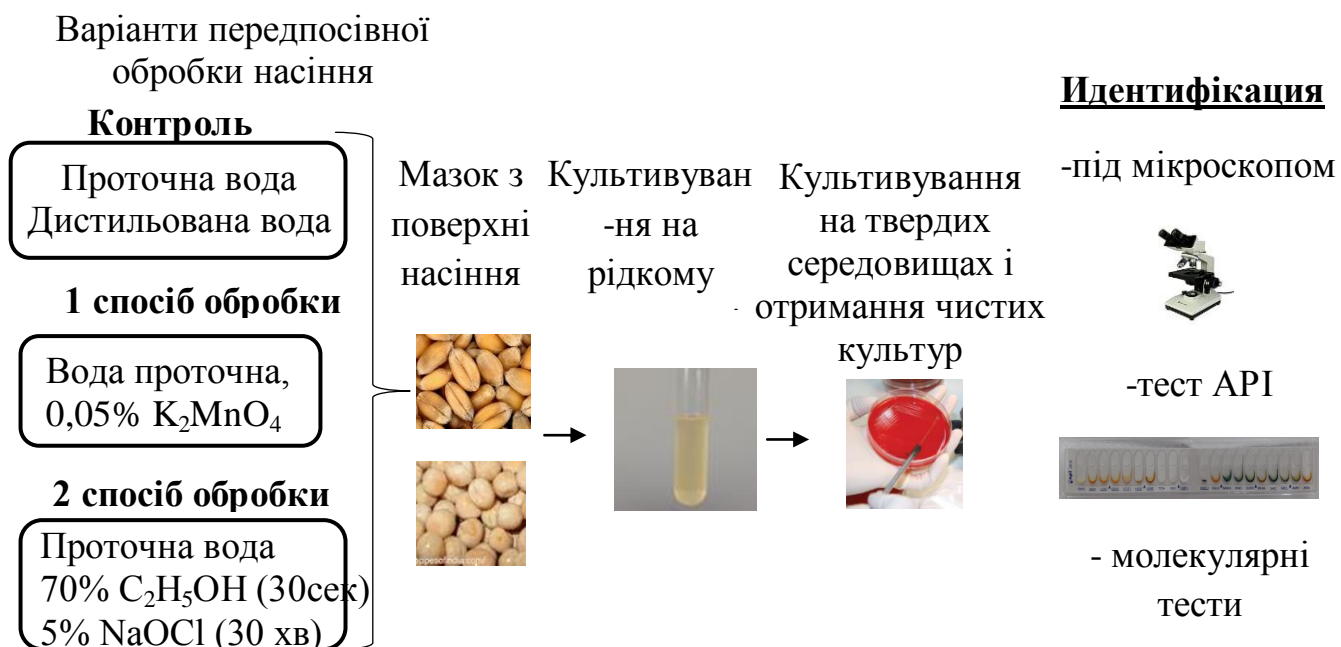 Варіанти передпосівної
обробки насіння
Контроль
Проточна вода
Дистильована вода
1 спосіб обробки
Вода проточна,
0,05% K₂MnO₄
2 спосіб обробки
Проточна вода
70% C₂H₅OH (30сек)
5% NaOCl (30 хв)
Мазок з
поверхні
насіння
Культивуван
-ня на
рідкому
Культивування
на твердих
середовищах і
отримання чистих
культур
Идентифікация
-під мікроскопом
-тест API
- молекулярні
тести